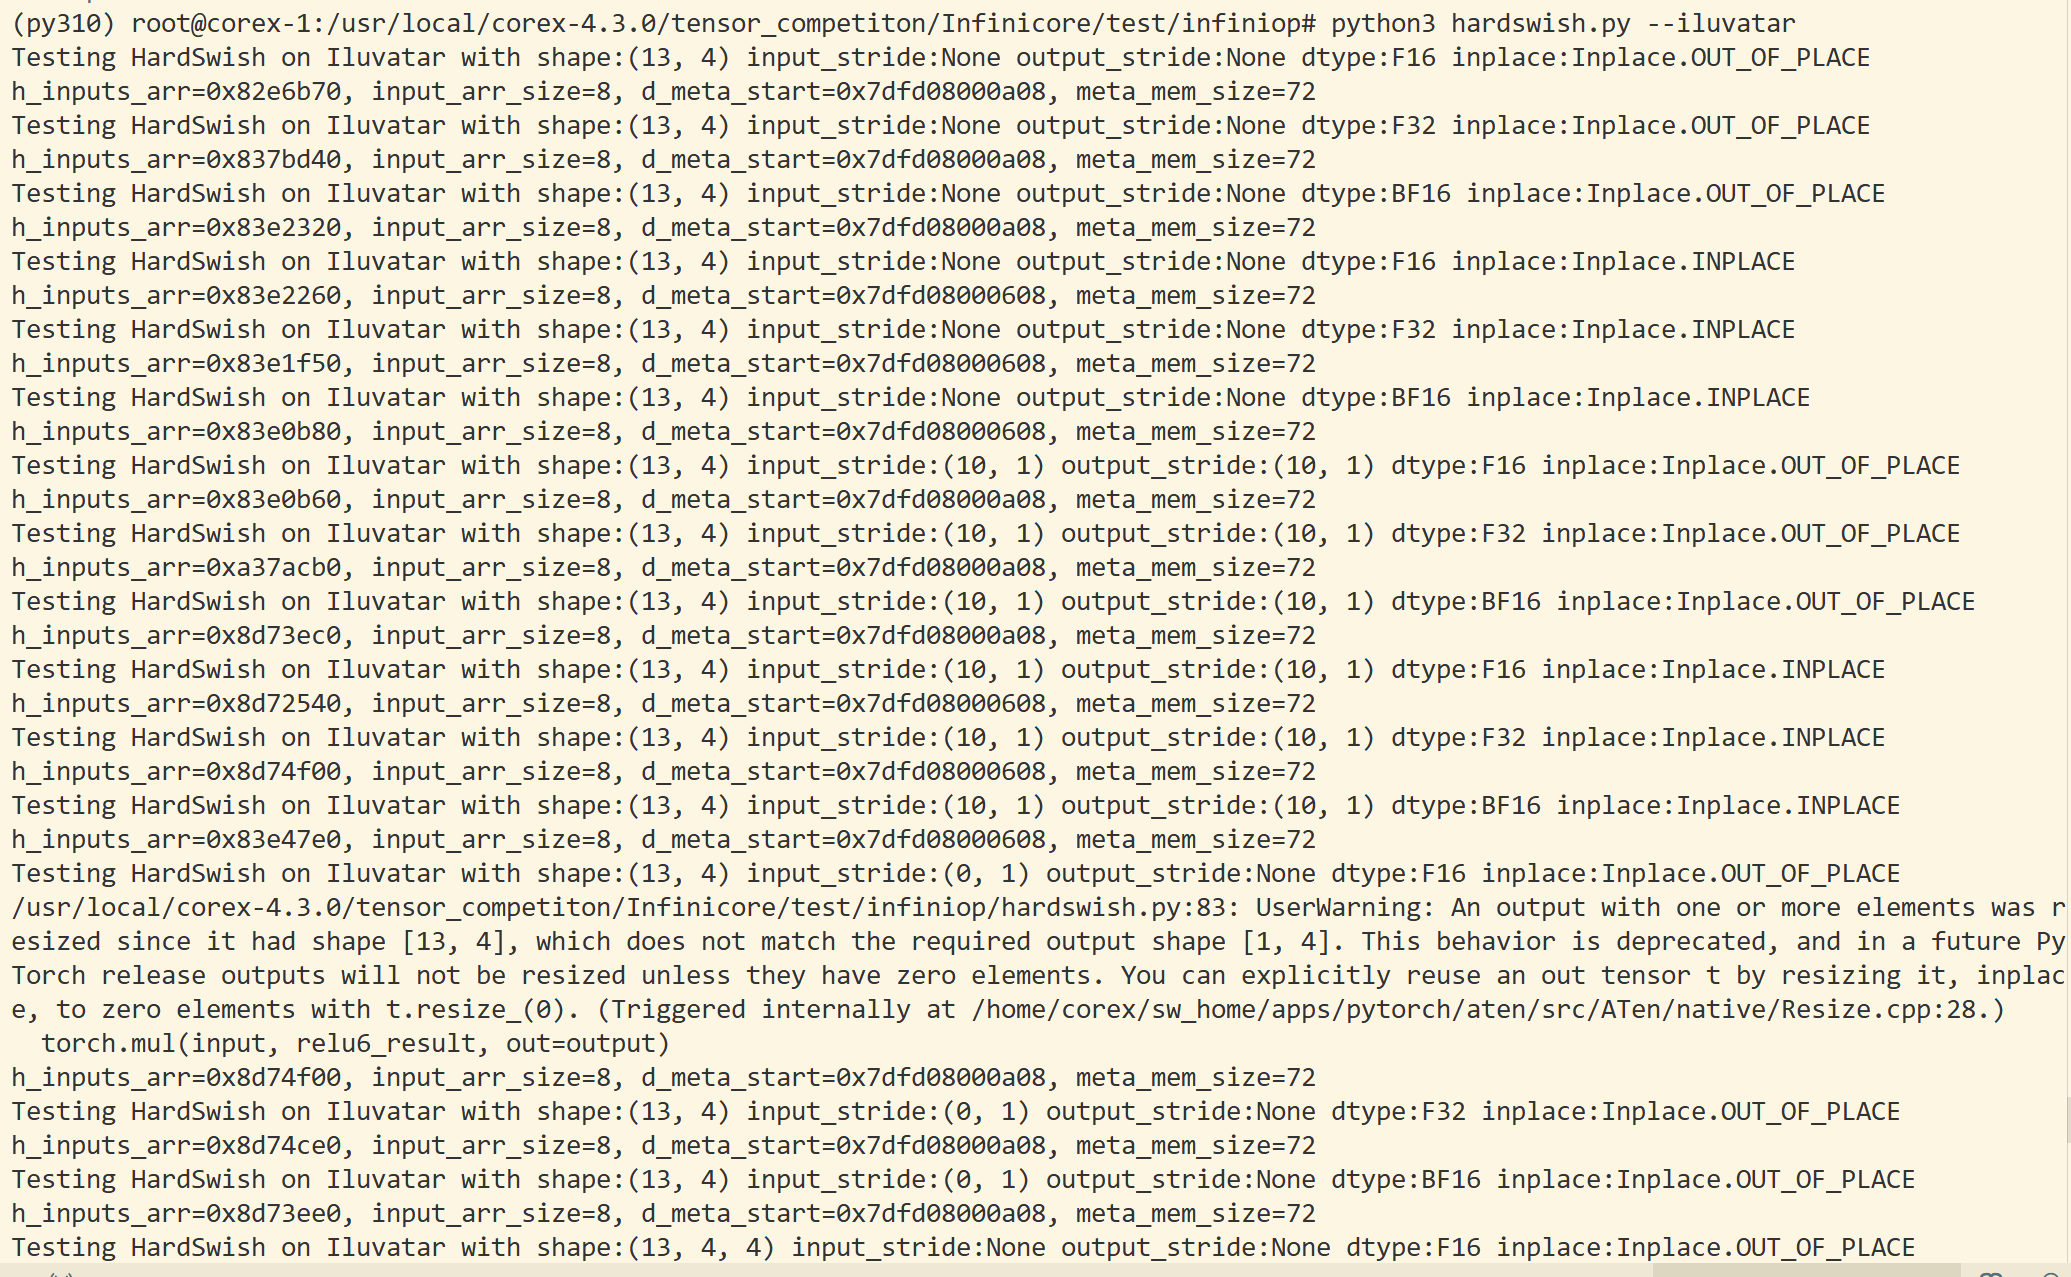 (py310) root@corex-1:/usr/local/corex-4.3.0/tensor_competiton/Infinicore/test/infiniop# python3 hardswish.py --iluvatar
Testing HardSwish on Iluvatar with shape:(13, 4) input_stride:None output_stride:None dtype:F16 inplace:Inplace.OUT_OF_PLACE
h_inputs_arr=0x82e6b70, input_arr_size=8, d_meta_start=0x7dfd08000a08, meta_mem_size=72
Testing HardSwish on Iluvatar with shape:(13, 4) input_stride:None output_stride:None dtype:F32 inplace:Inplace.OUT_OF_PLACE
h_inputs_arr=0x837bd40, input_arr_size=8, d_meta_start=0x7dfd08000a08, meta_mem_size=72
Testing HardSwish on Iluvatar with shape:(13, 4) input_stride:None output_stride:None dtype:BF16 inplace:Inplace.OUT_OF_PLACE
h_inputs_arr=0x83e2320, input_arr_size=8, d_meta_start=0x7dfd08000a08, meta_mem_size=72
Testing HardSwish on Iluvatar with shape:(13, 4) input_stride:None output_stride:None dtype:F16 inplace:Inplace.INPLACE
h_inputs_arr=0x83e2260, input_arr_size=8, d_meta_start=0x7dfd08000608, meta_mem_size=72
Testing HardSwish on Iluvatar with shape:(13, 4) input_stride:None output_stride:None dtype:F32 inplace:Inplace.INPLACE
h_inputs_arr=0x83e1f50, input_arr_size=8, d_meta_start=0x7dfd08000608, meta_mem_size=72
Testing HardSwish on Iluvatar with shape:(13, 4) input_stride:None output_stride:None dtype:BF16 inplace:Inplace.INPLACE
h_inputs_arr=0x83e0b80, input_arr_size=8, d_meta_start=0x7dfd08000608, meta_mem_size=72
Testing HardSwish on Iluvatar with shape:(13, 4) input_stride:(10, 1) output_stride:(10, 1) dtype:F16 inplace:Inplace.OUT_OF_PLACE
h_inputs_arr=0x83e0b60, input_arr_size=8, d_meta_start=0x7dfd08000a08, meta_mem_size=72
Testing HardSwish on Iluvatar with shape:(13, 4) input_stride:(10, 1) output_stride:(10, 1) dtype:F32 inplace:Inplace.OUT_OF_PLACE
h_inputs_arr=0xa37acb0, input_arr_size=8, d_meta_start=0x7dfd08000a08, meta_mem_size=72
Testing HardSwish on Iluvatar with shape:(13, 4) input_stride:(10, 1) output_stride:(10, 1) dtype:BF16 inplace:Inplace.OUT_OF_PLACE
h_inputs_arr=0x8d73ec0, input_arr_size=8, d_meta_start=0x7dfd08000a08, meta_mem_size=72
Testing HardSwish on Iluvatar with shape:(13, 4) input_stride:(10, 1) output_stride:(10, 1) dtype:F16 inplace:Inplace.INPLACE
h_inputs_arr=0x8d72540, input_arr_size=8, d_meta_start=0x7dfd08000608, meta_mem_size=72
Testing HardSwish on Iluvatar with shape:(13, 4) input_stride:(10, 1) output_stride:(10, 1) dtype:F32 inplace:Inplace.INPLACE
h_inputs_arr=0x8d74f00, input_arr_size=8, d_meta_start=0x7dfd08000608, meta_mem_size=72
Testing HardSwish on Iluvatar with shape:(13, 4) input_stride:(10, 1) output_stride:(10, 1) dtype:BF16 inplace:Inplace.INPLACE
h_inputs_arr=0x83e47e0, input_arr_size=8, d_meta_start=0x7dfd08000608, meta_mem_size=72
Testing HardSwish on Iluvatar with shape:(13, 4) input_stride:(0, 1) output_stride:None dtype:F16 inplace:Inplace.OUT_OF_PLACE
/usr/local/corex-4.3.0/tensor_competiton/Infinicore/test/infiniop/hardswish.py:83: UserWarning: An output with one or more elements was r
esized since it had shape [13, 4], which does not match the required output shape [1, 4]. This behavior is deprecated, and in a future Py
Torch release outputs will not be resized unless they have zero elements. You can explicitly reuse an out tensor t by resizing it, inplac
e, to zero elements with t.resize_(0). (Triggered internally at /home/corex/sw_home/apps/pytorch/aten/src/ATen/native/Resize.cpp:28.)
  torch.mul(input, relu6_result, out=output)
h_inputs_arr=0x8d74f00, input_arr_size=8, d_meta_start=0x7dfd08000a08, meta_mem_size=72
Testing HardSwish on Iluvatar with shape:(13, 4) input_stride:(0, 1) output_stride:None dtype:F32 inplace:Inplace.OUT_OF_PLACE
h_inputs_arr=0x8d74ce0, input_arr_size=8, d_meta_start=0x7dfd08000a08, meta_mem_size=72
Testing HardSwish on Iluvatar with shape:(13, 4) input_stride:(0, 1) output_stride:None dtype:BF16 inplace:Inplace.OUT_OF_PLACE
h_inputs_arr=0x8d73ee0, input_arr_size=8, d_meta_start=0x7dfd08000a08, meta_mem_size=72
Testing HardSwish on Iluvatar with shape:(13, 4, 4) input_stride:None output_stride:None dtype:F16 inplace:Inplace.OUT_OF_PLACE